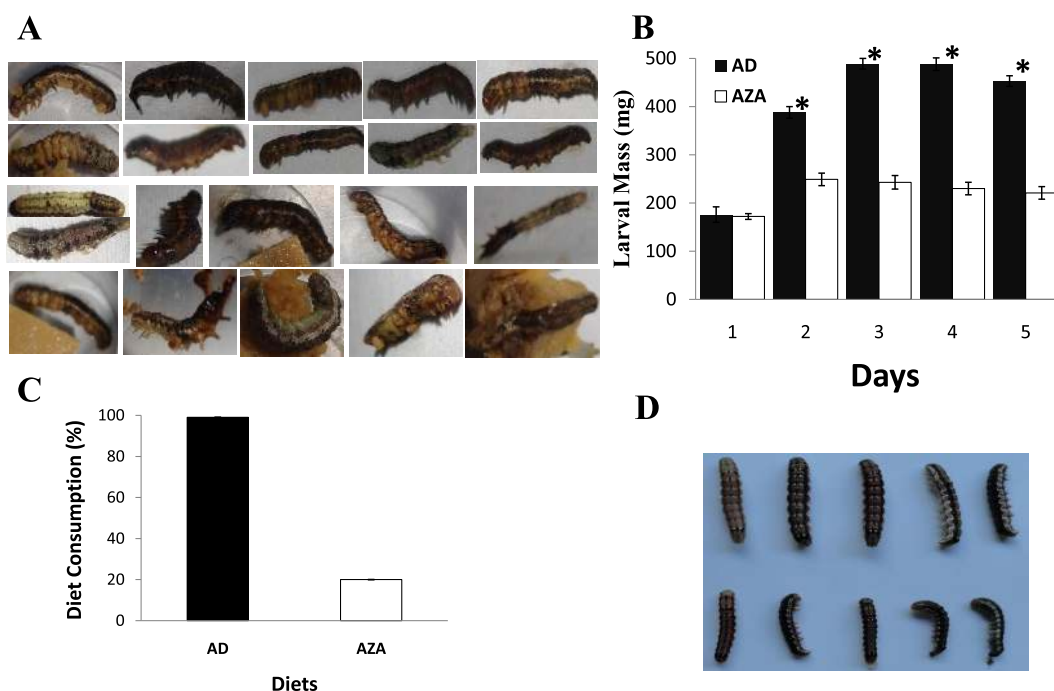 A
B
Larval Mass (mg)
500
400
300
200
100
0
AD
AZA
*
*
*
*
1 2 3 4 5
Days
C
Diet Consumption (%)
100
80
60
40
20
0
AD AZA
Diets
D